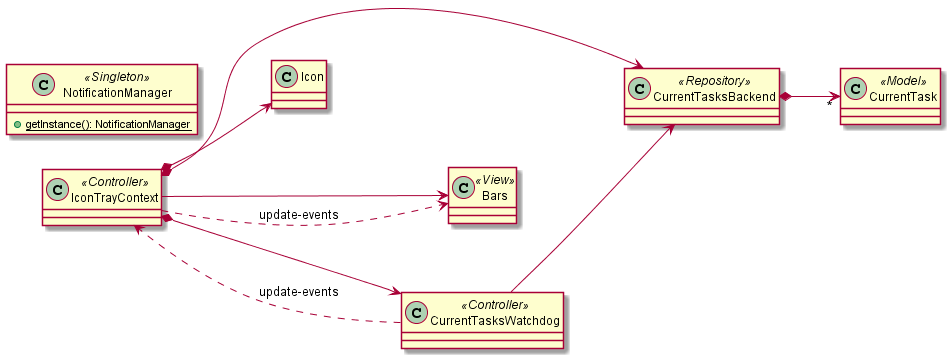 C
«Singleton»
NotificationManager
getInstance(): NotificationManager
C
Icon
C
«Repository»
CurrentTasksBackend
*
C
«Model»
CurrentTask
C
«Controller»
IconTrayContext
C
«View»
Bars
update-events
update-events
C
«Controller»
CurrentTasksWatchdog